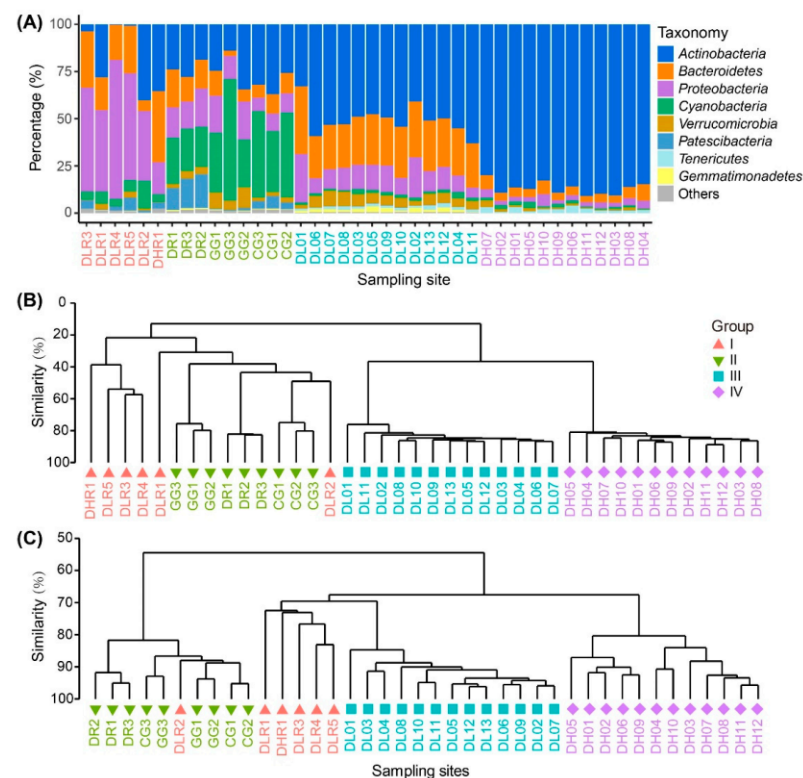 (A)
100
75
50
25
0
Percentage (%)
DLR3 DLR1 DLR4 DLR5 DLR2 DHR1 DR1 DR3 DR2 GG1 GG3 GG2 CG3 CG1 CG2 DL01 DL06 DL07 DL08 DL03 DL05 DL09 DL10 DL02 DL13 DL12 DL04 DL11 DH07 DH02 DH01 DH05 DH10 DH09 DH06 DH11 DH12 DH03 DH08 DH04
Sampling site
Taxonomy
Actinobacteria
Bacteroidetes
Proteobacteria
Cyanobacteria
Verrucomicrobia
Patescibacteria
Tenericutes
Gemmatimonadetes
Others
(B)
0
20
40
60
80
100
Similarity (%)
Group
I
II
III
IV
DHR1 DLR5 DLR3 DLR4 DLR1 GG3 GG1 GG2 DR1 DR2 DR3 CG1 CG2 CG3 DLR2 DL01 DL11 DL02 DL08 DL10 DL09 DL13 DL05 DL12 DL03 DL04 DL06 DL07 DH05 DH04 DH07 DH10 DH01 DH06 DH09 DH02 DH11 DH12 DH03 DH08
(C)
50
60
70
80
90
100
Similarity (%)
DR2 DR1 DR3 CG3 GG3 DLR2 GG1 GG2 CG1 CG2 DLR1 DHR1 DLR3 DLR4 DLR5 DL01 DL03 DL04 DL08 DL10 DL11 DL05 DL12 DL13 DL06 DL09 DL02 DL07 DH05 DH01 DH02 DH06 DH09 DH04 DH10 DH03 DH07 DH08 DH11 DH12
Sampling sites